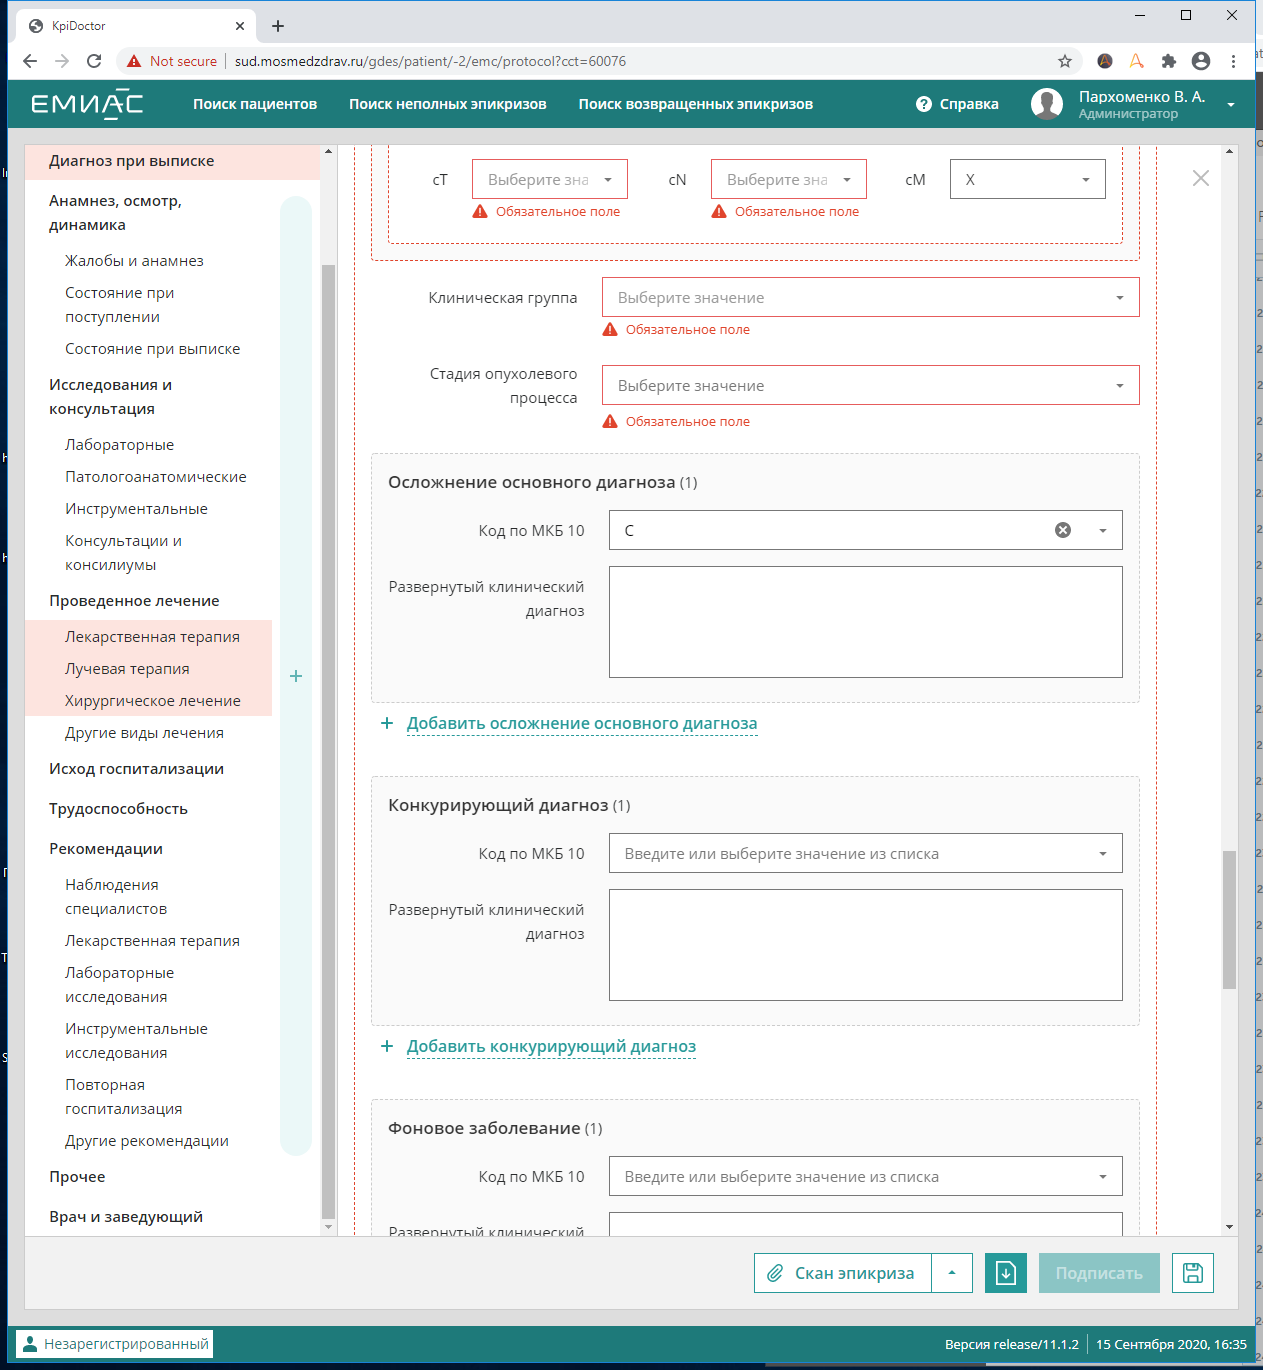 KpiDoctor
Not secure
sud.mosmedzdrav.ru/gdes/patient/-2/emc/protocol?cct=60076
ЕМИАС
Поиск пациентов
Поиск неполных эпикризов
Поиск возвращенных эпикризов
Справка
Пархоменко В. А.
Администратор
Диагноз при выписке
Анамнез, осмотр,
динамика
Жалобы и анамнез
Состояние при
поступлении
Состояние при выписке
Исследования и
консультация
Лабораторные
Патологоанатомические
Инструментальные
Консультации и
консилиумы
Проведенное лечение
Лекарственная терапия
Лучевая терапия
Хирургическое лечение
Другие виды лечения
Исход госпитализации
Трудоспособность
Рекомендации
Наблюдения
специалистов
Лекарственная терапия
Лабораторные
исследования
Инструментальные
исследования
Повторная
госпитализация
Другие рекомендации
Прочее
Врач и заведующий
cT
Выберите зна
cN
Выберите зна
cM
X
Обязательное поле
Обязательное поле
Клиническая группа
Выберите значение
Обязательное поле
Стадия опухолевого
процесса
Выберите значение
Обязательное поле
Осложнение основного диагноза (1)
Код по МКБ 10
C
Развернутый клинический
диагноз
Добавить осложнение основного диагноза
Конкурирующий диагноз (1)
Код по МКБ 10
Введите или выберите значение из списка
Развернутый клинический
диагноз
Добавить конкурирующий диагноз
Фоновое заболевание (1)
Код по МКБ 10
Введите или выберите значение из списка
Развернутый клинический
Скан эпикриза
Подписать
Незарегистрированный
Версия release/11.1.2
15 Сентября 2020, 16:35